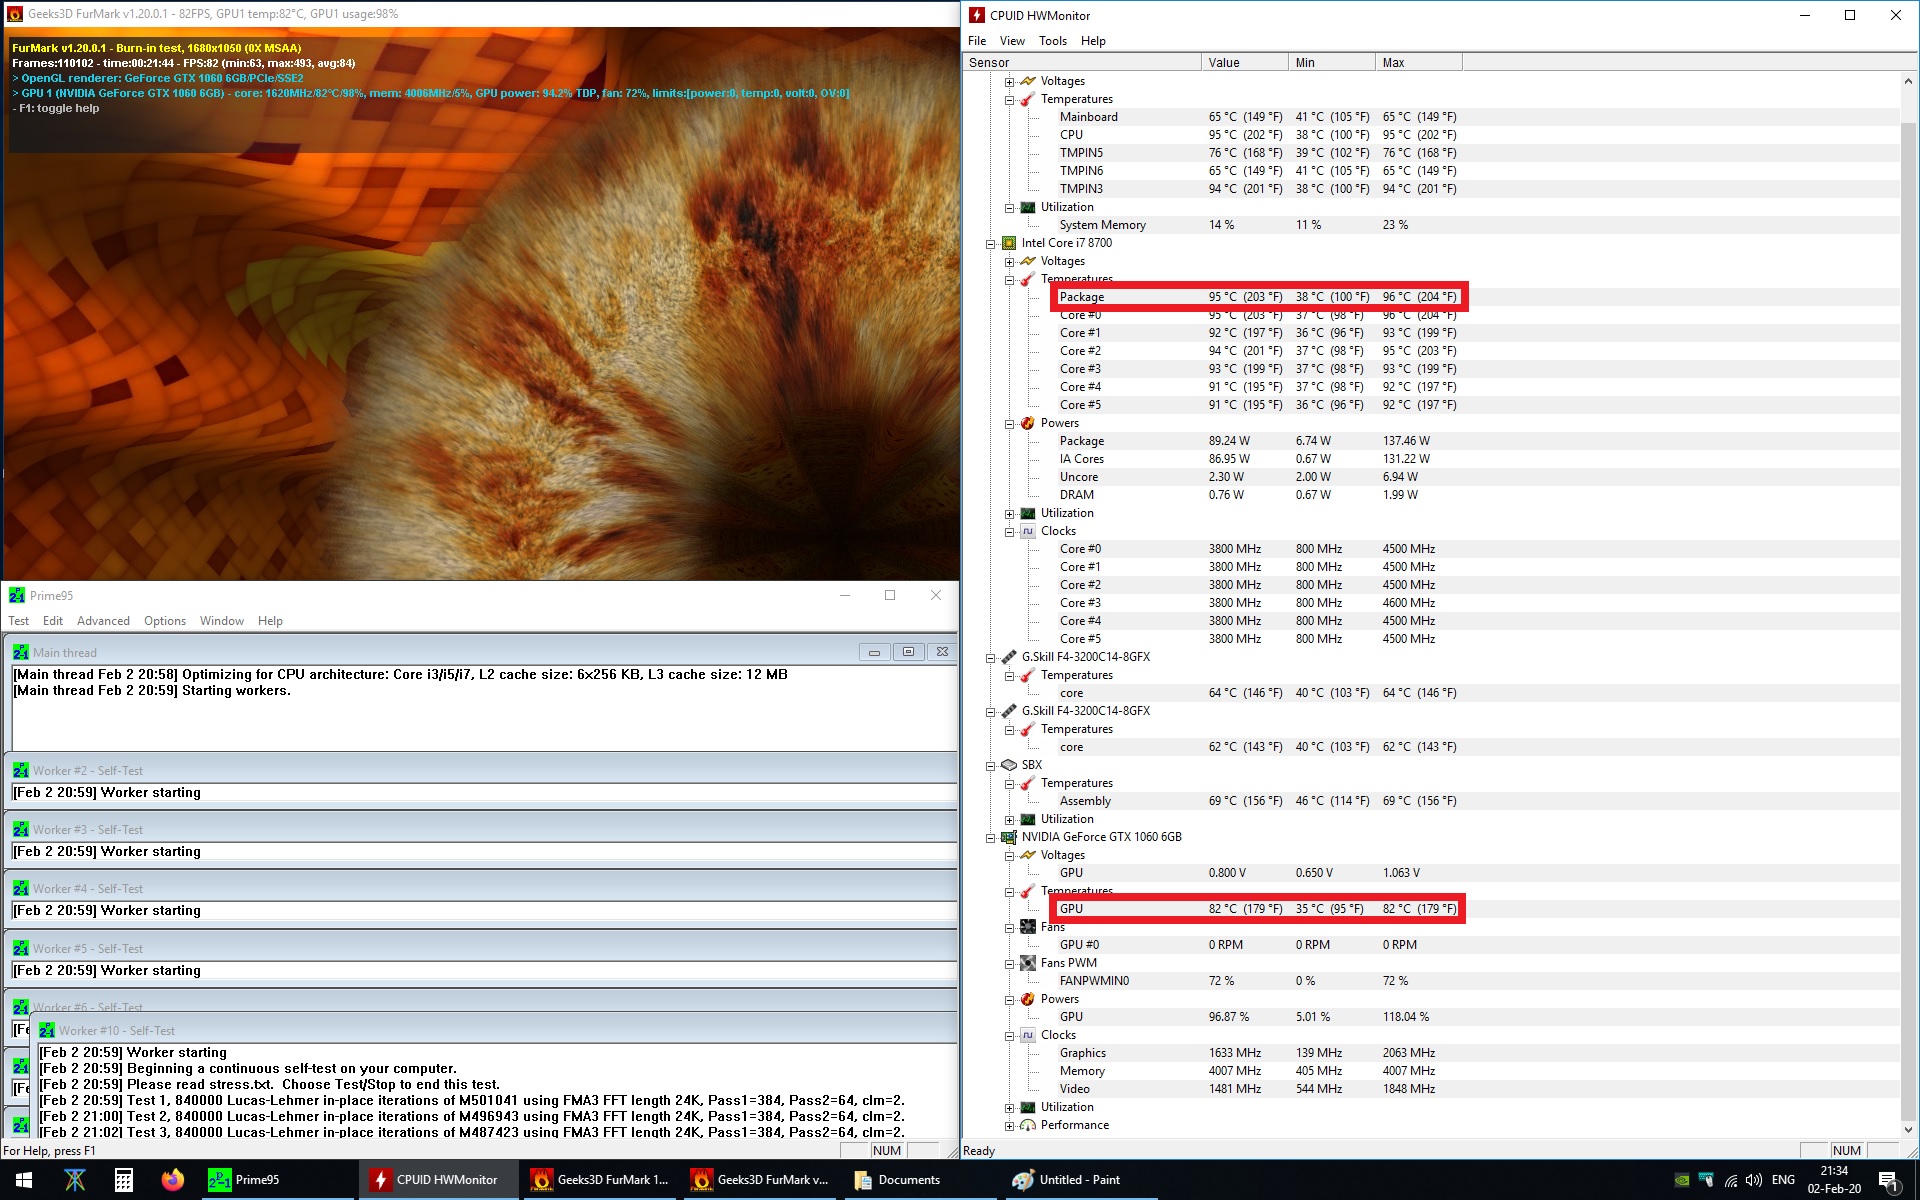 Geeks3D FurMark v1.20.0.1 - 82FPS, GPU1 temp:82°C, GPU1 usage:98%
FurMark v1.20.0.1 - Burn-in test, 1680x1050 (0X MSAA)
Frames:110102 - time:00:21:44 - FPS:82 (min:63, max:493, avg:84)
> OpenGL renderer: GeForce GTX 1060 6GB/PCIe/SSE2
> GPU 1 (NVIDIA GeForce GTX 1060 6GB) - core: 1620MHz/82°C/98%, mem: 4006MHz/5%, GPU power: 94.2% TDP, fan: 72%, limits:[power:0, temp:0, volt:0, OV:0]
- F1: toggle help
Prime95
Test Edit Advanced Options Window Help
Main thread
[Main thread Feb 2 20:58] Optimizing for CPU architecture: Core i3/i5/i7, L2 cache size: 6x256 KB, L3 cache size: 12 MB
[Main thread Feb 2 20:59] Starting workers.
Worker #2 - Self-Test
[Feb 2 20:59] Worker starting
Worker #3 - Self-Test
[Feb 2 20:59] Worker starting
Worker #4 - Self-Test
[Feb 2 20:59] Worker starting
Worker #5 - Self-Test
[Feb 2 20:59] Worker starting
Worker #6 - Self-Test
[Fe
Worker #10 - Self-Test
[Feb 2 20:59] Worker starting
[Feb 2 20:59] Beginning a continuous self-test on your computer.
[Feb 2 20:59] Please read stress.txt. Choose Test/Stop to end this test.
[Fe
[Feb 2 20:59] Test 1, 840000 Lucas-Lehmer in-place iterations of M501041 using FMA3 FFT length 24K, Pass1=384, Pass2=64, clm=2.
[Feb 2 21:00] Test 2, 840000 Lucas-Lehmer in-place iterations of M496943 using FMA3 FFT length 24K, Pass1=384, Pass2=64, clm=2.
[Feb 2 21:02] Test 3, 840000 Lucas-Lehmer in-place iterations of M487423 using FMA3 FFT length 24K, Pass1=384, Pass2=64, clm=2.
For Help, press F1 NUM
CPUID HWMonitor
File View Tools Help
Sensor Value Min Max
Voltages
Temperatures
Mainboard 65 °C (149 °F) 41 °C (105 °F) 65 °C (149 °F)
CPU 95 °C (202 °F) 38 °C (100 °F) 95 °C (202 °F)
TMPIN5 76 °C (168 °F) 39 °C (102 °F) 76 °C (168 °F)
TMPIN6 65 °C (149 °F) 41 °C (105 °F) 65 °C (149 °F)
TMPIN3 94 °C (201 °F) 38 °C (100 °F) 94 °C (201 °F)
Utilization
System Memory 14 % 11 % 23 %
Intel Core i7 8700
Voltages
Temperatures
Package 95 °C (203 °F) 38 °C (100 °F) 96 °C (204 °F)
Core #0 95 °C (203 °F) 37 °C (98 °F) 96 °C (204 °F)
Core #1 92 °C (197 °F) 36 °C (96 °F) 93 °C (199 °F)
Core #2 94 °C (201 °F) 37 °C (98 °F) 95 °C (203 °F)
Core #3 93 °C (199 °F) 37 °C (98 °F) 93 °C (199 °F)
Core #4 91 °C (195 °F) 37 °C (98 °F) 92 °C (197 °F)
Core #5 91 °C (195 °F) 36 °C (96 °F) 92 °C (197 °F)
Powers
Package 89.24 W 6.74 W 137.46 W
IA Cores 86.95 W 0.67 W 131.22 W
Uncore 2.30 W 2.00 W 6.94 W
DRAM 0.76 W 0.67 W 1.99 W
Utilization
Clocks
Core #0 3800 MHz 800 MHz 4500 MHz
Core #1 3800 MHz 800 MHz 4500 MHz
Core #2 3800 MHz 800 MHz 4500 MHz
Core #3 3800 MHz 800 MHz 4600 MHz
Core #4 3800 MHz 800 MHz 4500 MHz
Core #5 3800 MHz 800 MHz 4500 MHz
G.Skill F4-3200C14-8GFX
Temperatures
core 64 °C (146 °F) 40 °C (103 °F) 64 °C (146 °F)
G.Skill F4-3200C14-8GFX
Temperatures
core 62 °C (143 °F) 40 °C (103 °F) 62 °C (143 °F)
SBX
Temperatures
Assembly 69 °C (156 °F) 46 °C (114 °F) 69 °C (156 °F)
Utilization
NVIDIA GeForce GTX 1060 6GB
Voltages
GPU 0.800 V 0.650 V 1.063 V
Temperatures
GPU 82 °C (179 °F) 35 °C (95 °F) 82 °C (179 °F)
Fans
GPU #0 0 RPM 0 RPM 0 RPM
Fans PWM
FANPWMIN0 72 % 0 % 72 %
Powers
GPU 96.87 % 5.01 % 118.04 %
Clocks
Graphics 1633 MHz 139 MHz 2063 MHz
Memory 4007 MHz 405 MHz 4007 MHz
Video 1481 MHz 544 MHz 1848 MHz
Utilization
Performance
Ready NUM
Prime95 CPUID HWMonitor Geeks3D FurMark 1... Geeks3D FurMark v... Documents Untitled - Paint ENG 21:34
02-Feb-20 1